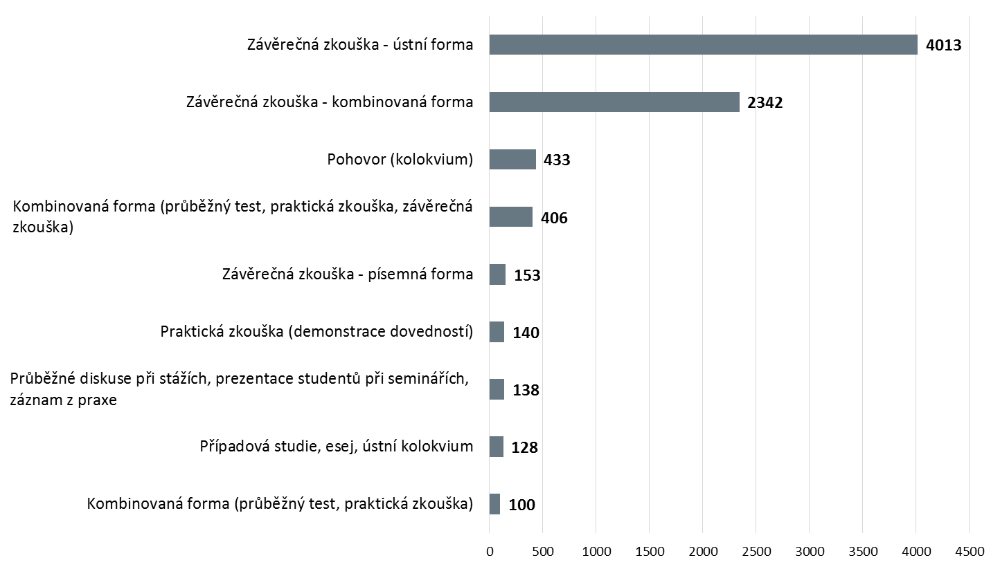 Závěrečná zkouška - ústní forma
4013
Závěrečná zkouška - kombinovaná forma
2342
Pohovor (kolokvium)
433
Kombinovaná forma (průběžný test, praktická zkouška, závěrečná
zkouška)
406
Závěrečná zkouška - písemná forma
153
Praktická zkouška (demonstrace dovedností)
140
Průběžné diskuse při stážích, prezentace studentů při seminářích,
záznam z praxe
138
Případová studie, esej, ústní kolokvium
128
Kombinovaná forma (průběžný test, praktická zkouška)
100
0 500 1000 1500 2000 2500 3000 3500 4000 4500